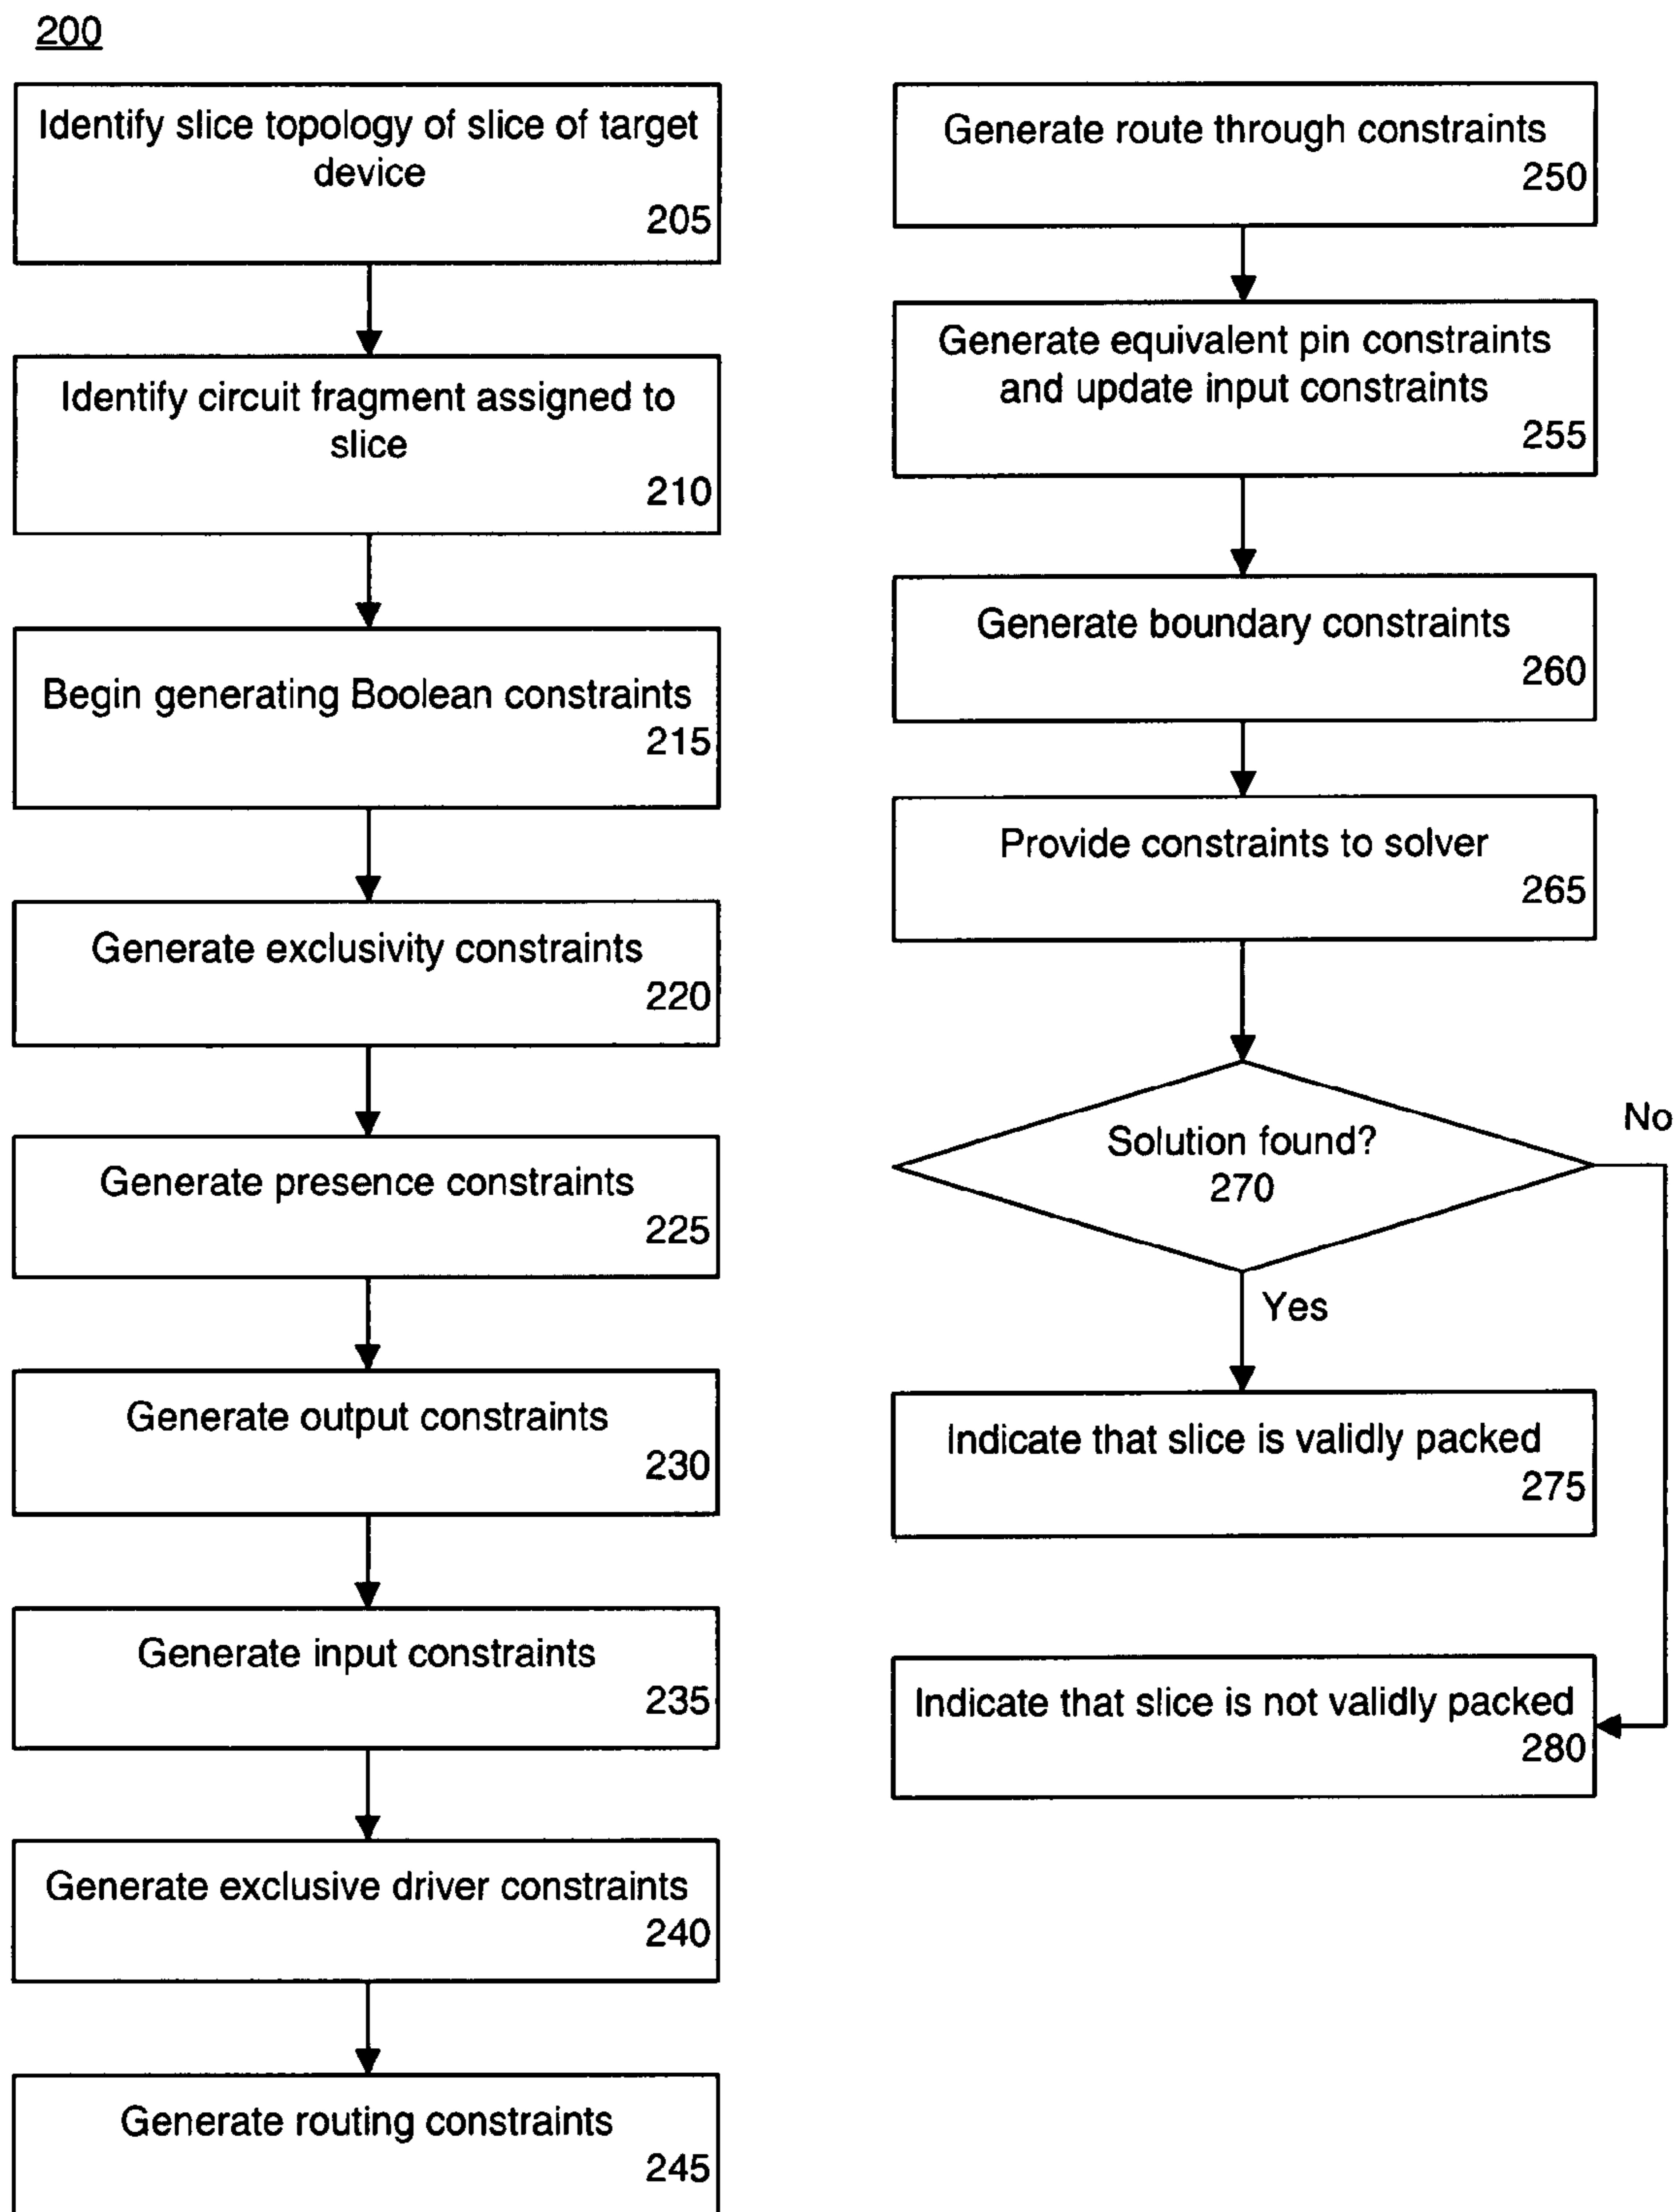 200
Identify slice topology of slice of target
device
205
Identify circuit fragment assigned to
slice
210
Begin generating Boolean constraints
215
Generate exclusivity constraints
220
Generate presence constraints
225
Generate output constraints
230
Generate input constraints
235
Generate exclusive driver constraints
240
Generate routing constraints
245
Generate route through constraints
250
Generate equivalent pin constraints
and update input constraints
255
Generate boundary constraints
260
Provide constraints to solver
265
Solution found?
270
No
Yes
Indicate that slice is validly packed
275
Indicate that slice is not validly packed
280